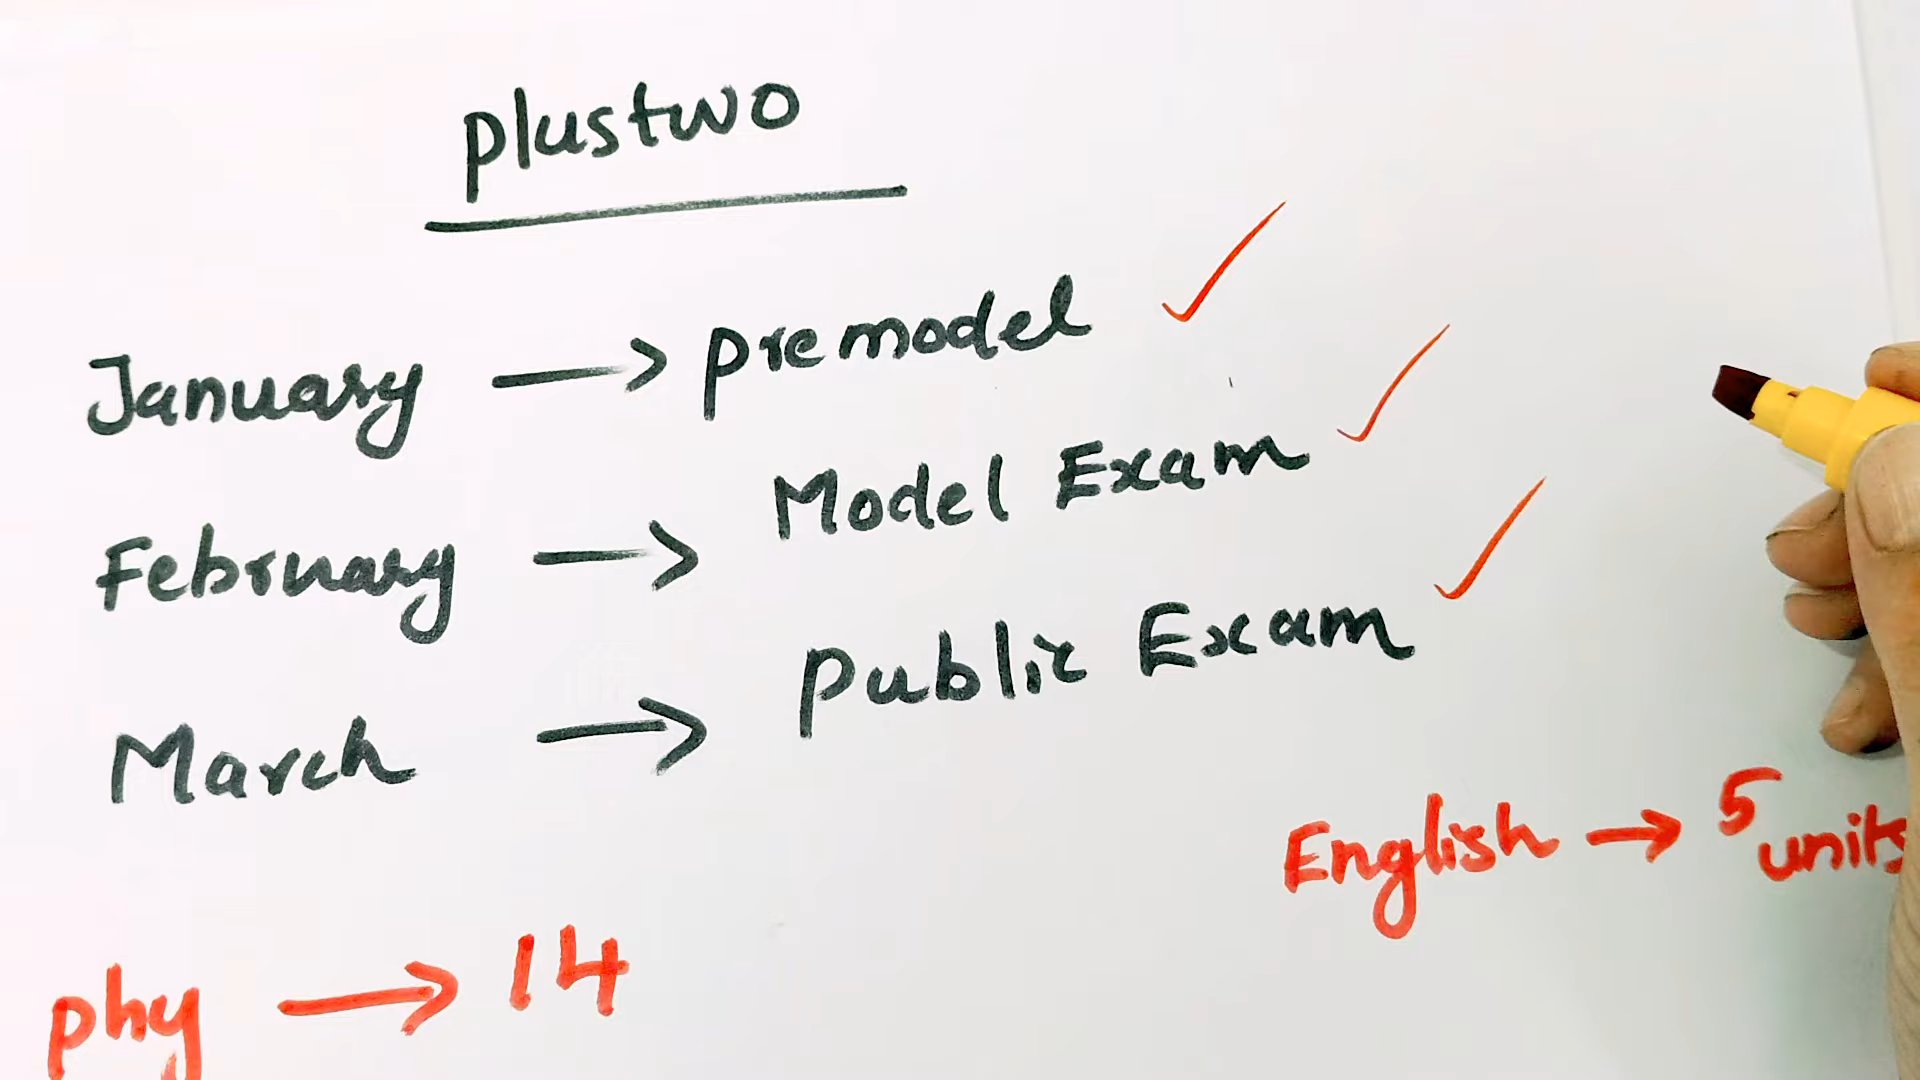 plustwo
January → premodel ✓
February → Model Exam ✓
March → Public Exam ✓
English → 5 units
phy → 14